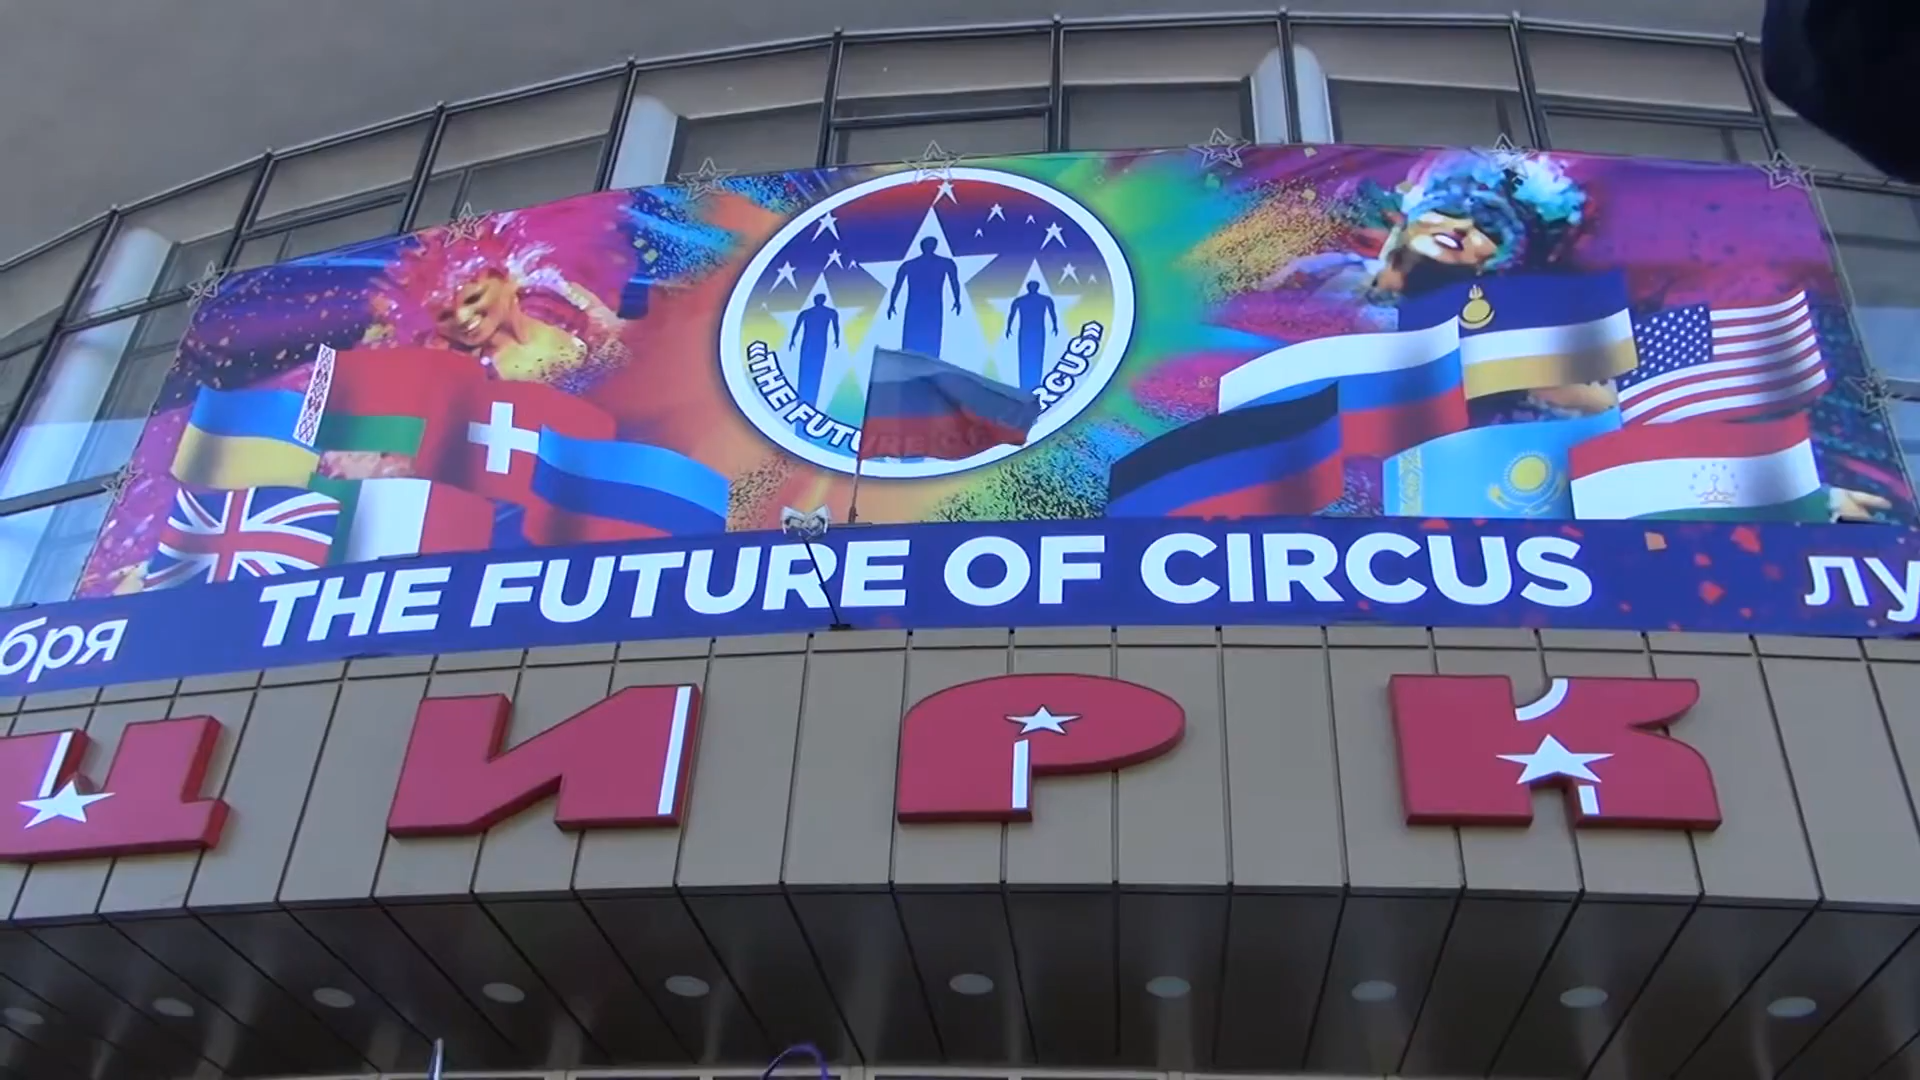 «THE FUTURE OF CIRCUS»
бря THE FUTURE OF CIRCUS лу
ЦИРК